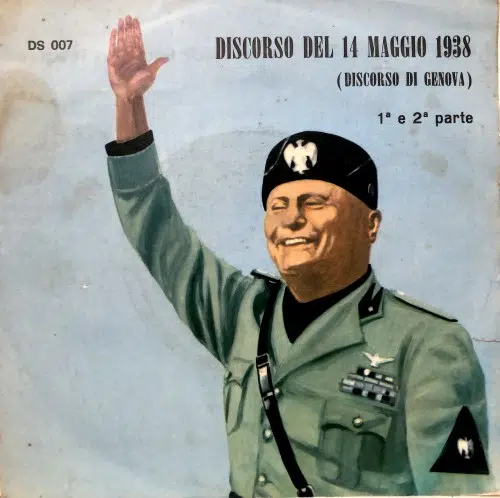 DS 007
DISCORSO DEL 14 MAGGIO 1938
(DISCORSO DI GENOVA)
1ª e 2ª parte